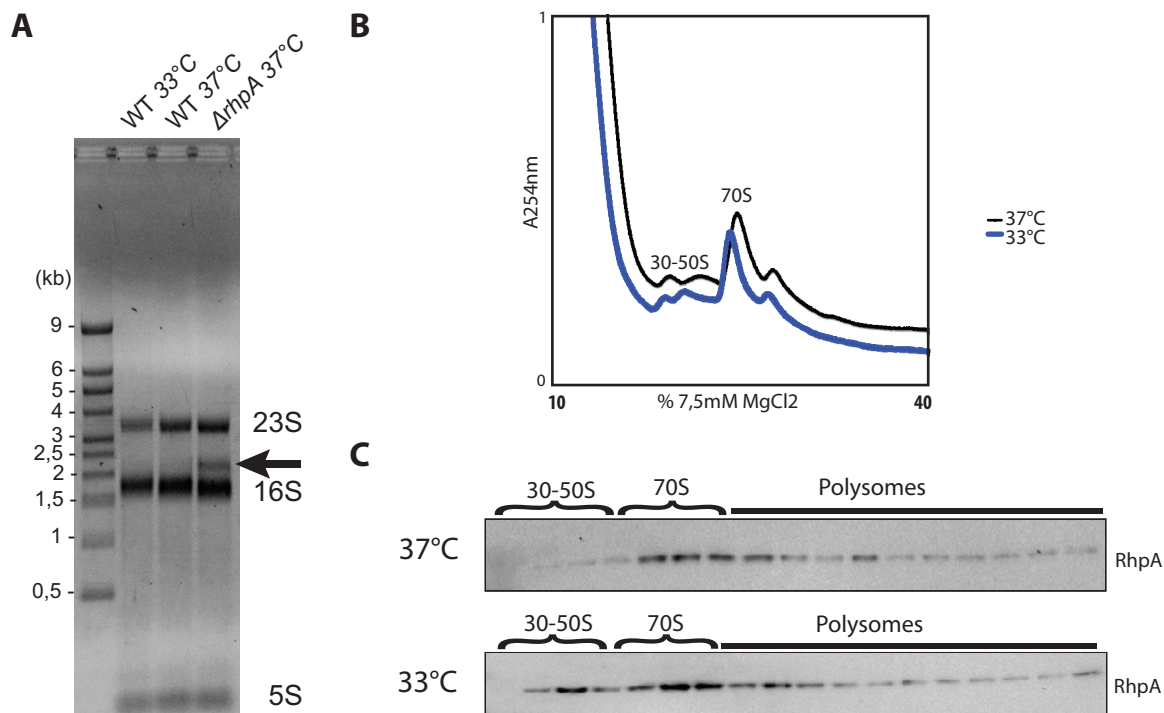 A
WT 33°C
WT 37°C
ΔrhpA 37°C
(kb)
9 -
6 -
5 -
4 -
3 -
2,5 -
2 -
1,5 -
1 -
0,5 -
23S
16S
5S
B
1
A254nm
0
30-50S
70S
10
% 7,5mM MgCl2
40
37°C
33°C
C
30-50S
70S
Polysomes
37°C
RhpA
30-50S
70S
Polysomes
33°C
RhpA